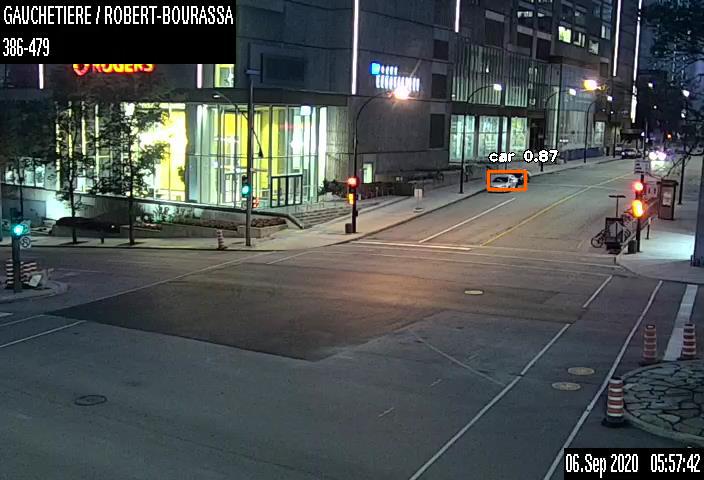 GAUCHETIERE / ROBERT-BOURASSA
386-479
ROGERS
car 0.87
06.Sep 2020 05:57:42